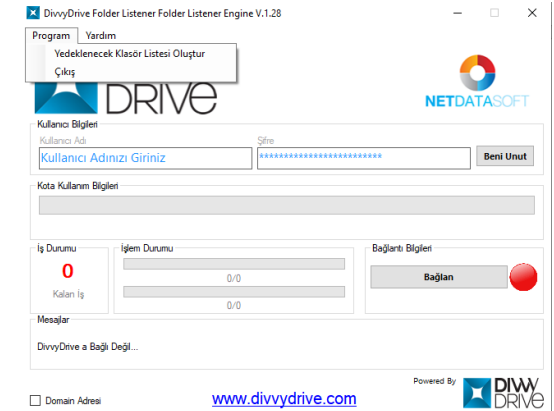 DivvyDrive Folder Listener Folder Listener Engine V.1.28
Program Yardım
Yedeklenecek Klasör Listesi Oluştur
Çıkış
DRIVE
NETDATASOFT
Kullanıcı Bilgileri
Kullanıcı Adı Şifre
Kullanıcı Adınızı Giriniz ************************* Beni Unut
Kota Kullanım Bilgileri
İş Durumu İşlem Durumu Bağlantı Bilgileri
0
Kalan İş
0/0
0/0
Bağlan
Mesajlar
DivvyDrive a Bağlı Değil...
Domain Adresi
www.divvydrive.com
Powered By
DIVVY
DRIVE